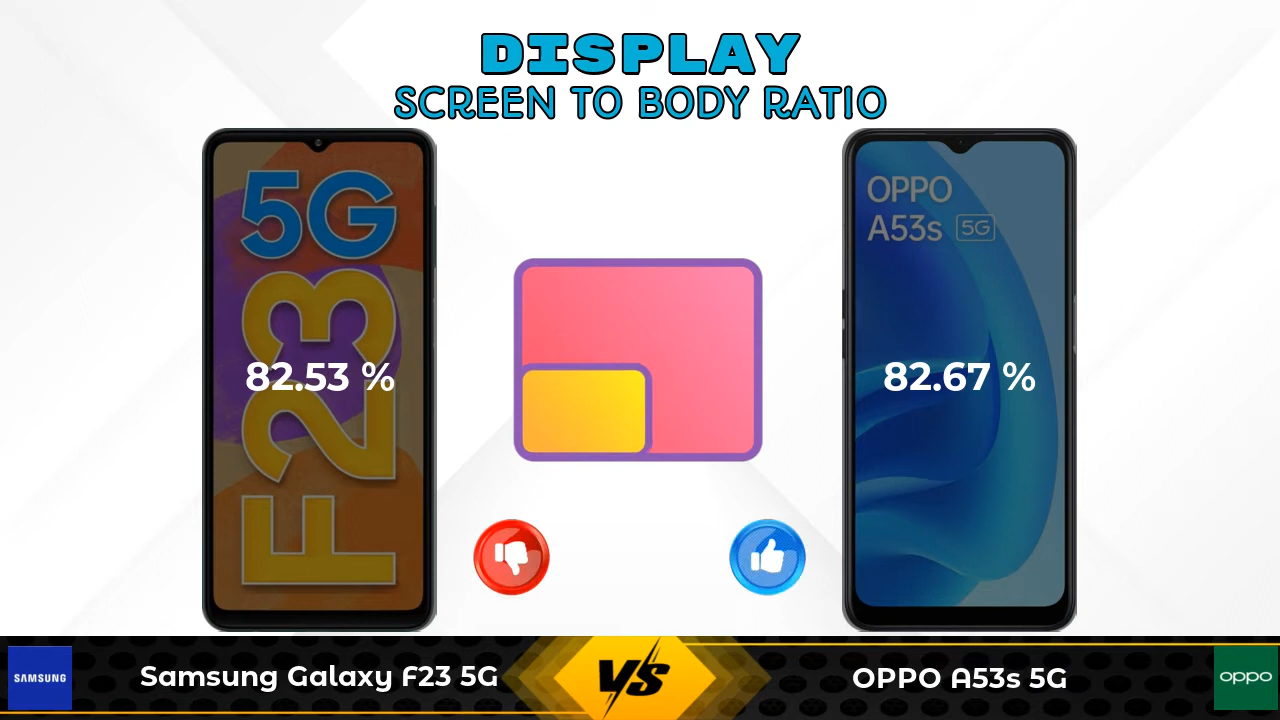 DISPLAY
SCREEN TO BODY RATIO
5G
F23
82.53 %
OPPO
A53s 5G
82.67 %
SAMSUNG
Samsung Galaxy F23 5G
VS
OPPO A53s 5G
oppo